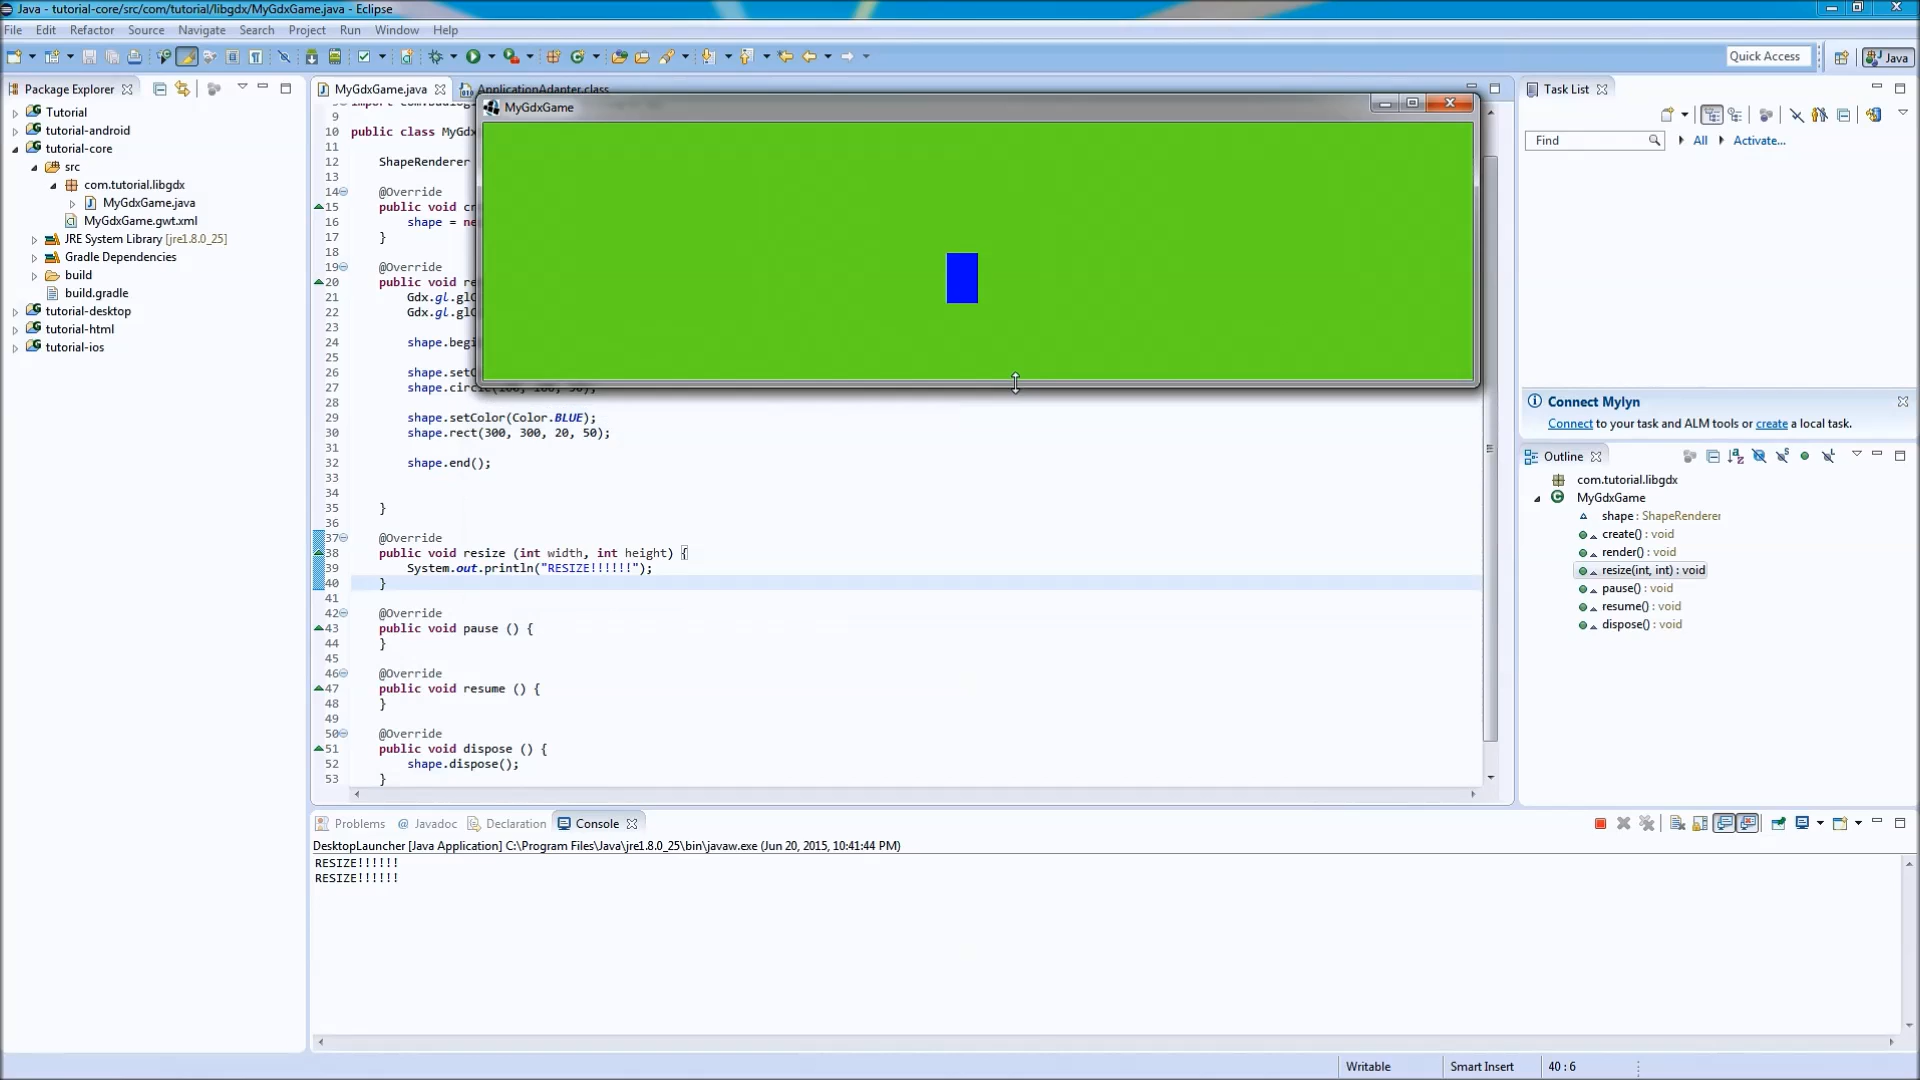 Java - tutorial-core/src/com/tutorial/libgdx/MyGdxGame.java - Eclipse
File Edit Refactor Source Navigate Search Project Run Window Help
Quick Access
Java
Package Explorer
Tutorial
tutorial-android
tutorial-core
src
com.tutorial.libgdx
MyGdxGame.java
MyGdxGame.gwt.xml
JRE System Library [jre1.8.0_25]
Gradle Dependencies
build
build.gradle
tutorial-desktop
tutorial-html
tutorial-ios
MyGdxGame.java ApplicationAdapter.class
MyGdxGame
9
10 public class MyGdx
11
12 ShapeRenderer
13
14 @Override
15 public void cr
16 shape = ne
17 }
18
19 @Override
20 public void re
21 Gdx.gl.glC
22 Gdx.gl.glC
23
24 shape.begi
25
26 shape.setC
27 shape.circle
28
29 shape.setColor(Color.BLUE);
30 shape.rect(300, 300, 20, 50);
31
32 shape.end();
33
34
35 }
36
37 @Override
38 public void resize (int width, int height) {
39 System.out.println("RESIZE!!!!!!");
40 }
41
42 @Override
43 public void pause () {
44 }
45
46 @Override
47 public void resume () {
48 }
49
50 @Override
51 public void dispose () {
52 shape.dispose();
53 }
Task List
Find
All
Activate...
Connect Mylyn
Connect to your task and ALM tools or create a local task.
Outline
com.tutorial.libgdx
MyGdxGame
shape : ShapeRenderer
create() : void
render() : void
resize(int, int) : void
pause() : void
resume() : void
dispose() : void
Problems @ Javadoc Declaration Console
DesktopLauncher [Java Application] C:\Program Files\Java\jre1.8.0_25\bin\javaw.exe (Jun 20, 2015, 10:41:44 PM)
RESIZE!!!!!!
RESIZE!!!!!!
Writable
Smart Insert
40 : 6